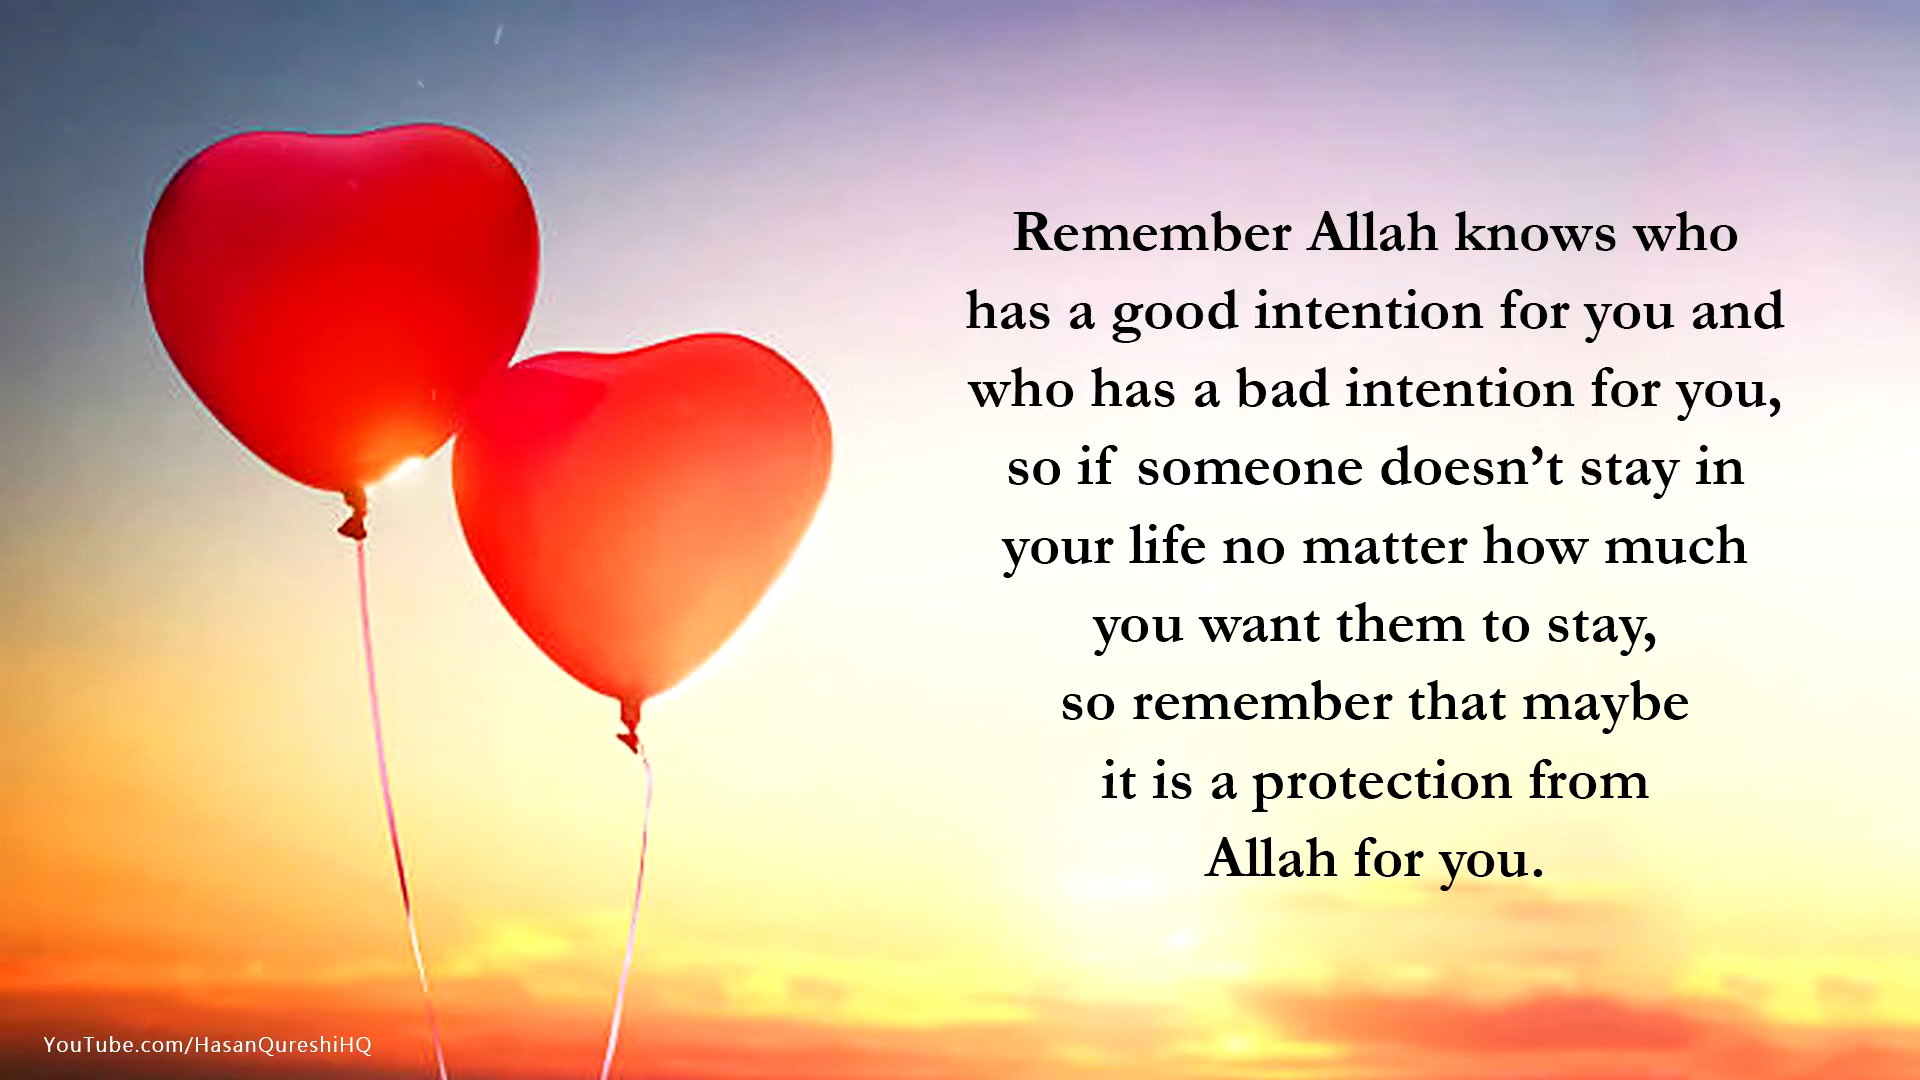 Remember Allah knows who
has a good intention for you and
who has a bad intention for you,
so if someone doesn’t stay in
your life no matter how much
you want them to stay,
so remember that maybe
it is a protection from
Allah for you.
YouTube.com/HasanQureshiHQ